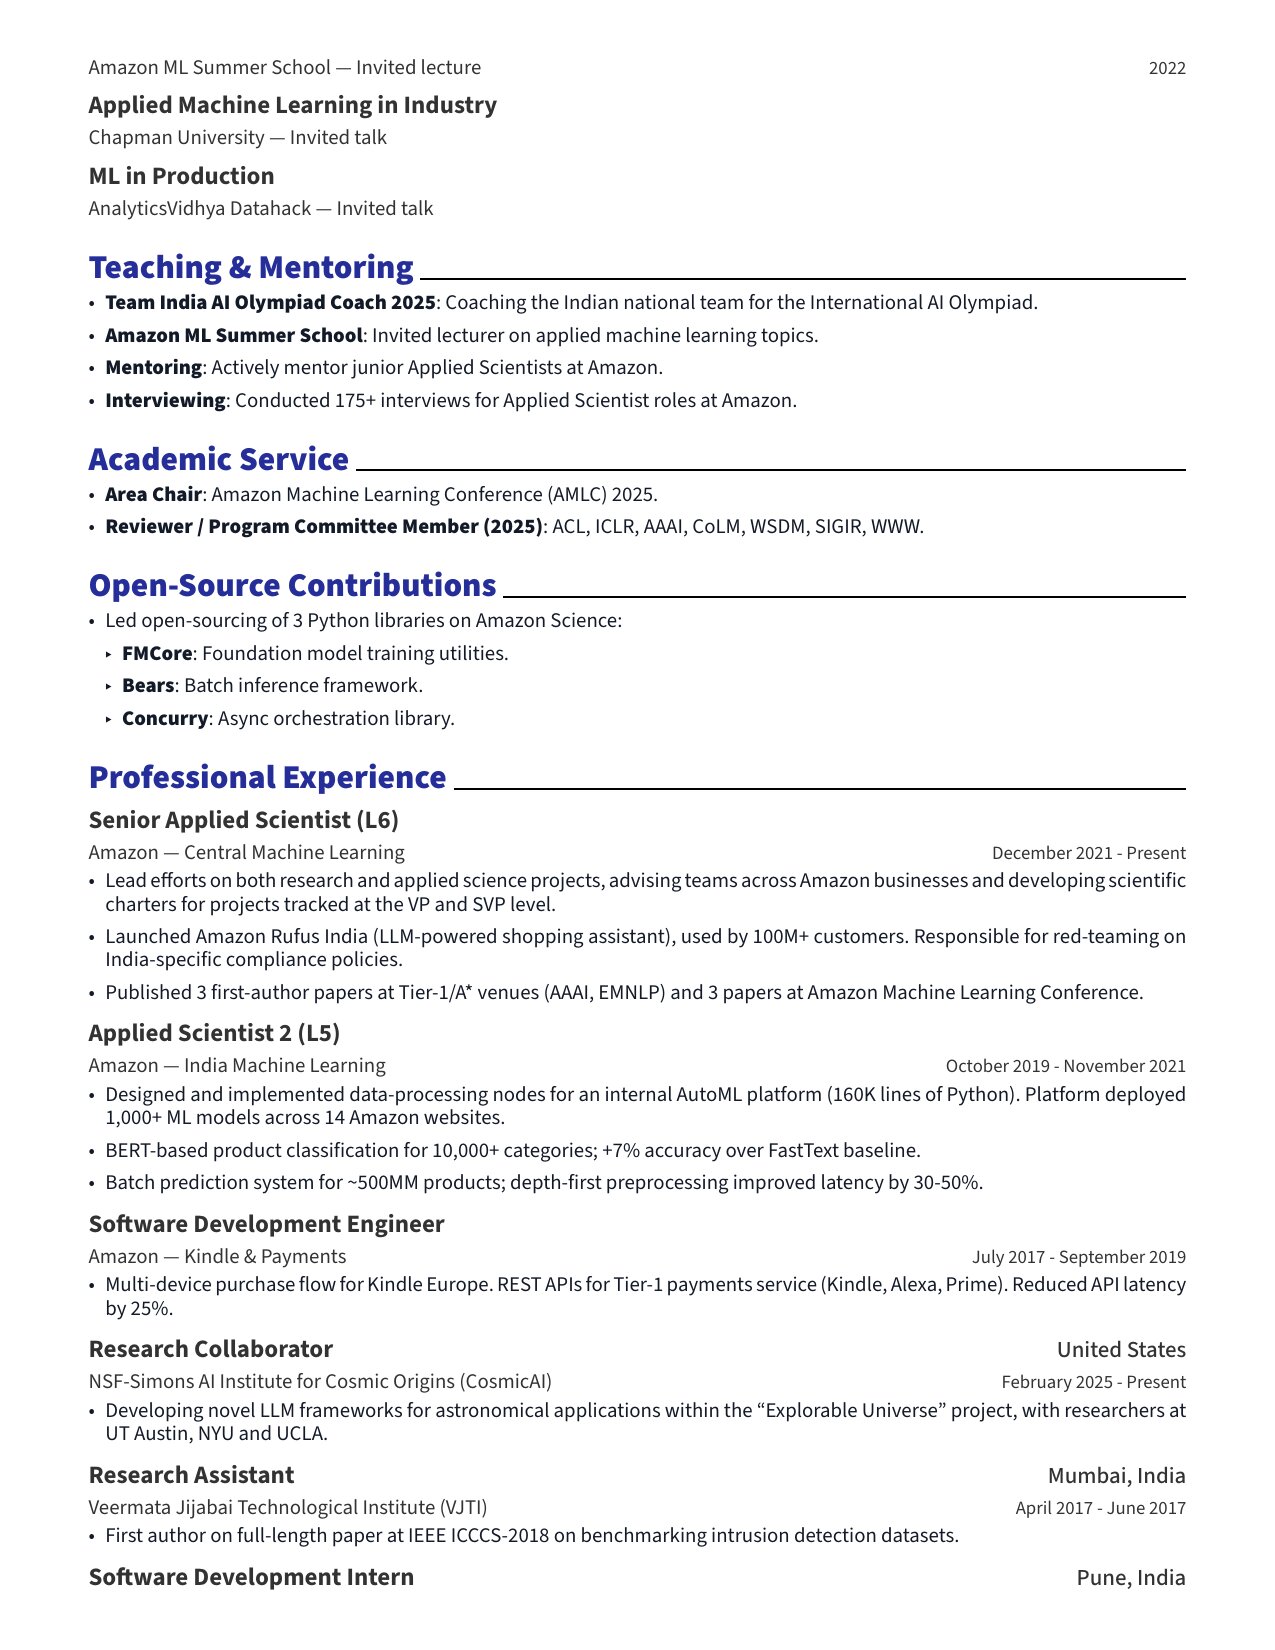 Amazon ML Summer School — Invited lecture 2022
Applied Machine Learning in Industry
Chapman University — Invited talk
ML in Production
AnalyticsVidhya Datahack — Invited talk
Teaching & Mentoring
• Team India AI Olympiad Coach 2025: Coaching the Indian national team for the International AI Olympiad.
• Amazon ML Summer School: Invited lecturer on applied machine learning topics.
• Mentoring: Actively mentor junior Applied Scientists at Amazon.
• Interviewing: Conducted 175+ interviews for Applied Scientist roles at Amazon.
Academic Service
• Area Chair: Amazon Machine Learning Conference (AMLC) 2025.
• Reviewer / Program Committee Member (2025): ACL, ICLR, AAAI, CoLM, WSDM, SIGIR, WWW.
Open-Source Contributions
• Led open-sourcing of 3 Python libraries on Amazon Science:
‣ FMCore: Foundation model training utilities.
‣ Bears: Batch inference framework.
‣ Concurry: Async orchestration library.
Professional Experience
Senior Applied Scientist (L6)
Amazon — Central Machine Learning December 2021 - Present
• Lead efforts on both research and applied science projects, advising teams across Amazon businesses and developing scientific
charters for projects tracked at the VP and SVP level.
• Launched Amazon Rufus India (LLM-powered shopping assistant), used by 100M+ customers. Responsible for red-teaming on
India-specific compliance policies.
• Published 3 first-author papers at Tier-1/A* venues (AAAI, EMNLP) and 3 papers at Amazon Machine Learning Conference.
Applied Scientist 2 (L5)
Amazon — India Machine Learning October 2019 - November 2021
• Designed and implemented data-processing nodes for an internal AutoML platform (160K lines of Python). Platform deployed
1,000+ ML models across 14 Amazon websites.
• BERT-based product classification for 10,000+ categories; +7% accuracy over FastText baseline.
• Batch prediction system for ~500MM products; depth-first preprocessing improved latency by 30-50%.
Software Development Engineer
Amazon — Kindle & Payments July 2017 - September 2019
• Multi-device purchase flow for Kindle Europe. REST APIs for Tier-1 payments service (Kindle, Alexa, Prime). Reduced API latency
by 25%.
Research Collaborator United States
NSF-Simons AI Institute for Cosmic Origins (CosmicAI) February 2025 - Present
• Developing novel LLM frameworks for astronomical applications within the “Explorable Universe” project, with researchers at
UT Austin, NYU and UCLA.
Research Assistant Mumbai, India
Veermata Jijabai Technological Institute (VJTI) April 2017 - June 2017
• First author on full-length paper at IEEE ICCCS-2018 on benchmarking intrusion detection datasets.
Software Development Intern Pune, India